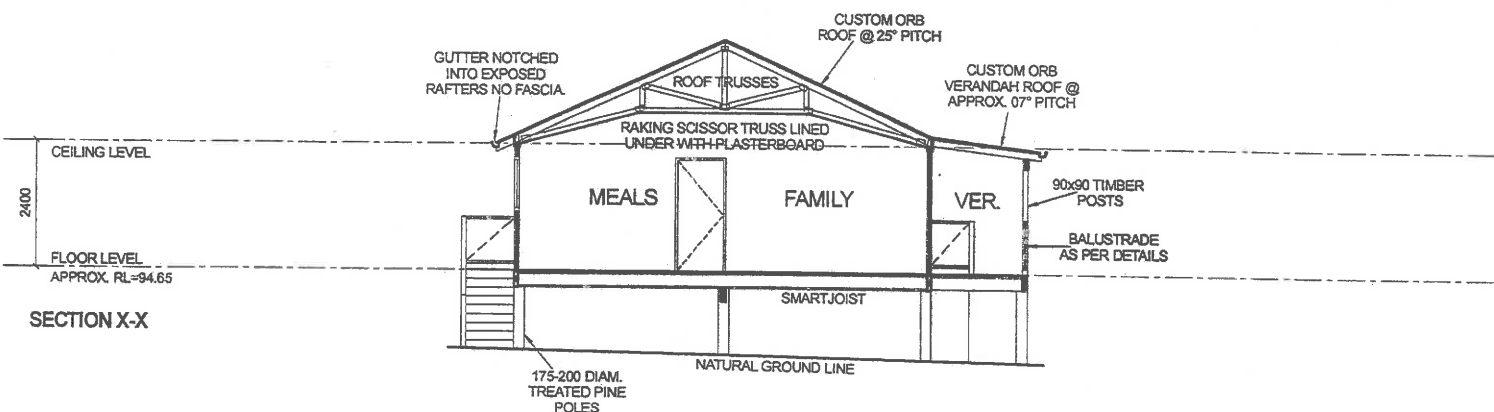 CUSTOM ORB
ROOF @ 25° PITCH
GUTTER NOTCHED
INTO EXPOSED
RAFTERS NO FASCIA.
CUSTOM ORB
VERANDAH ROOF @
APPROX. 07° PITCH
ROOF TRUSSES
RAKING SCISSOR TRUSS LINED
UNDER WITH PLASTERBOARD
CEILING LEVEL
2400
MEALS
FAMILY
VER.
90x90 TIMBER
POSTS
BALUSTRADE
AS PER DETAILS
FLOOR LEVEL
APPROX. RL=94.65
SMARTJOIST
SECTION X-X
NATURAL GROUND LINE
175-200 DIAM.
TREATED PINE
POLES